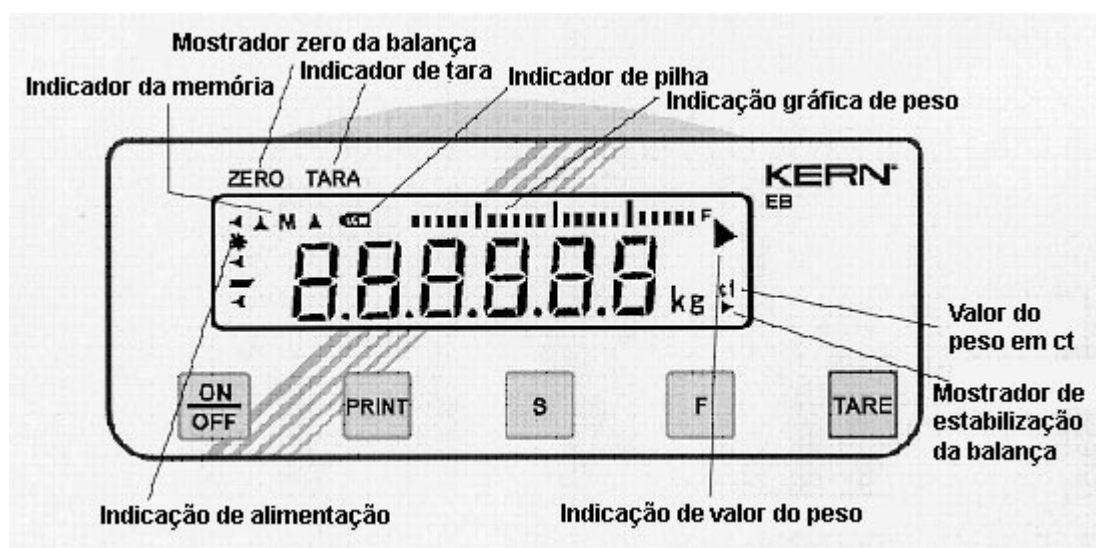 Mostrador zero da balança
Indicador de tara
Indicador de pilha
Indicador da memória
Indicação gráfica de peso
ZERO TARA
KERN
EB
M
F
8.8.8.8.8.8
kg
ct
Valor do
peso em ct
ON
OFF
PRINT
S
F
TARE
Mostrador de
estabilização
da balança
Indicação de alimentação
Indicação de valor do peso